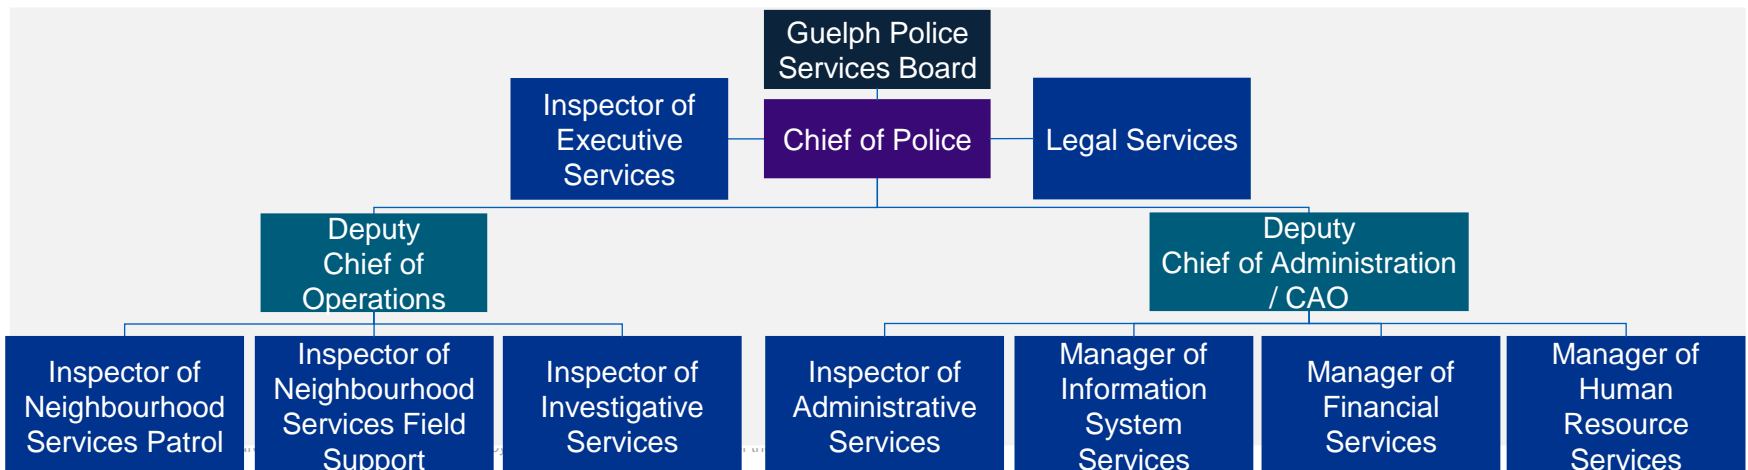 Guelph Police
Services Board
Inspector of
Executive
Services
Chief of Police
Legal Services
Deputy
Chief of
Operations
Deputy
Chief of Administration
/ CAO
Inspector of
Neighbourhood
Services Patrol
Inspector of
Neighbourhood
Services Field
Support
Inspector of
Investigative
Services
Inspector of
Administrative
Services
Manager of
Information
System
Services
Manager of
Financial
Services
Manager of
Human
Resource
Services